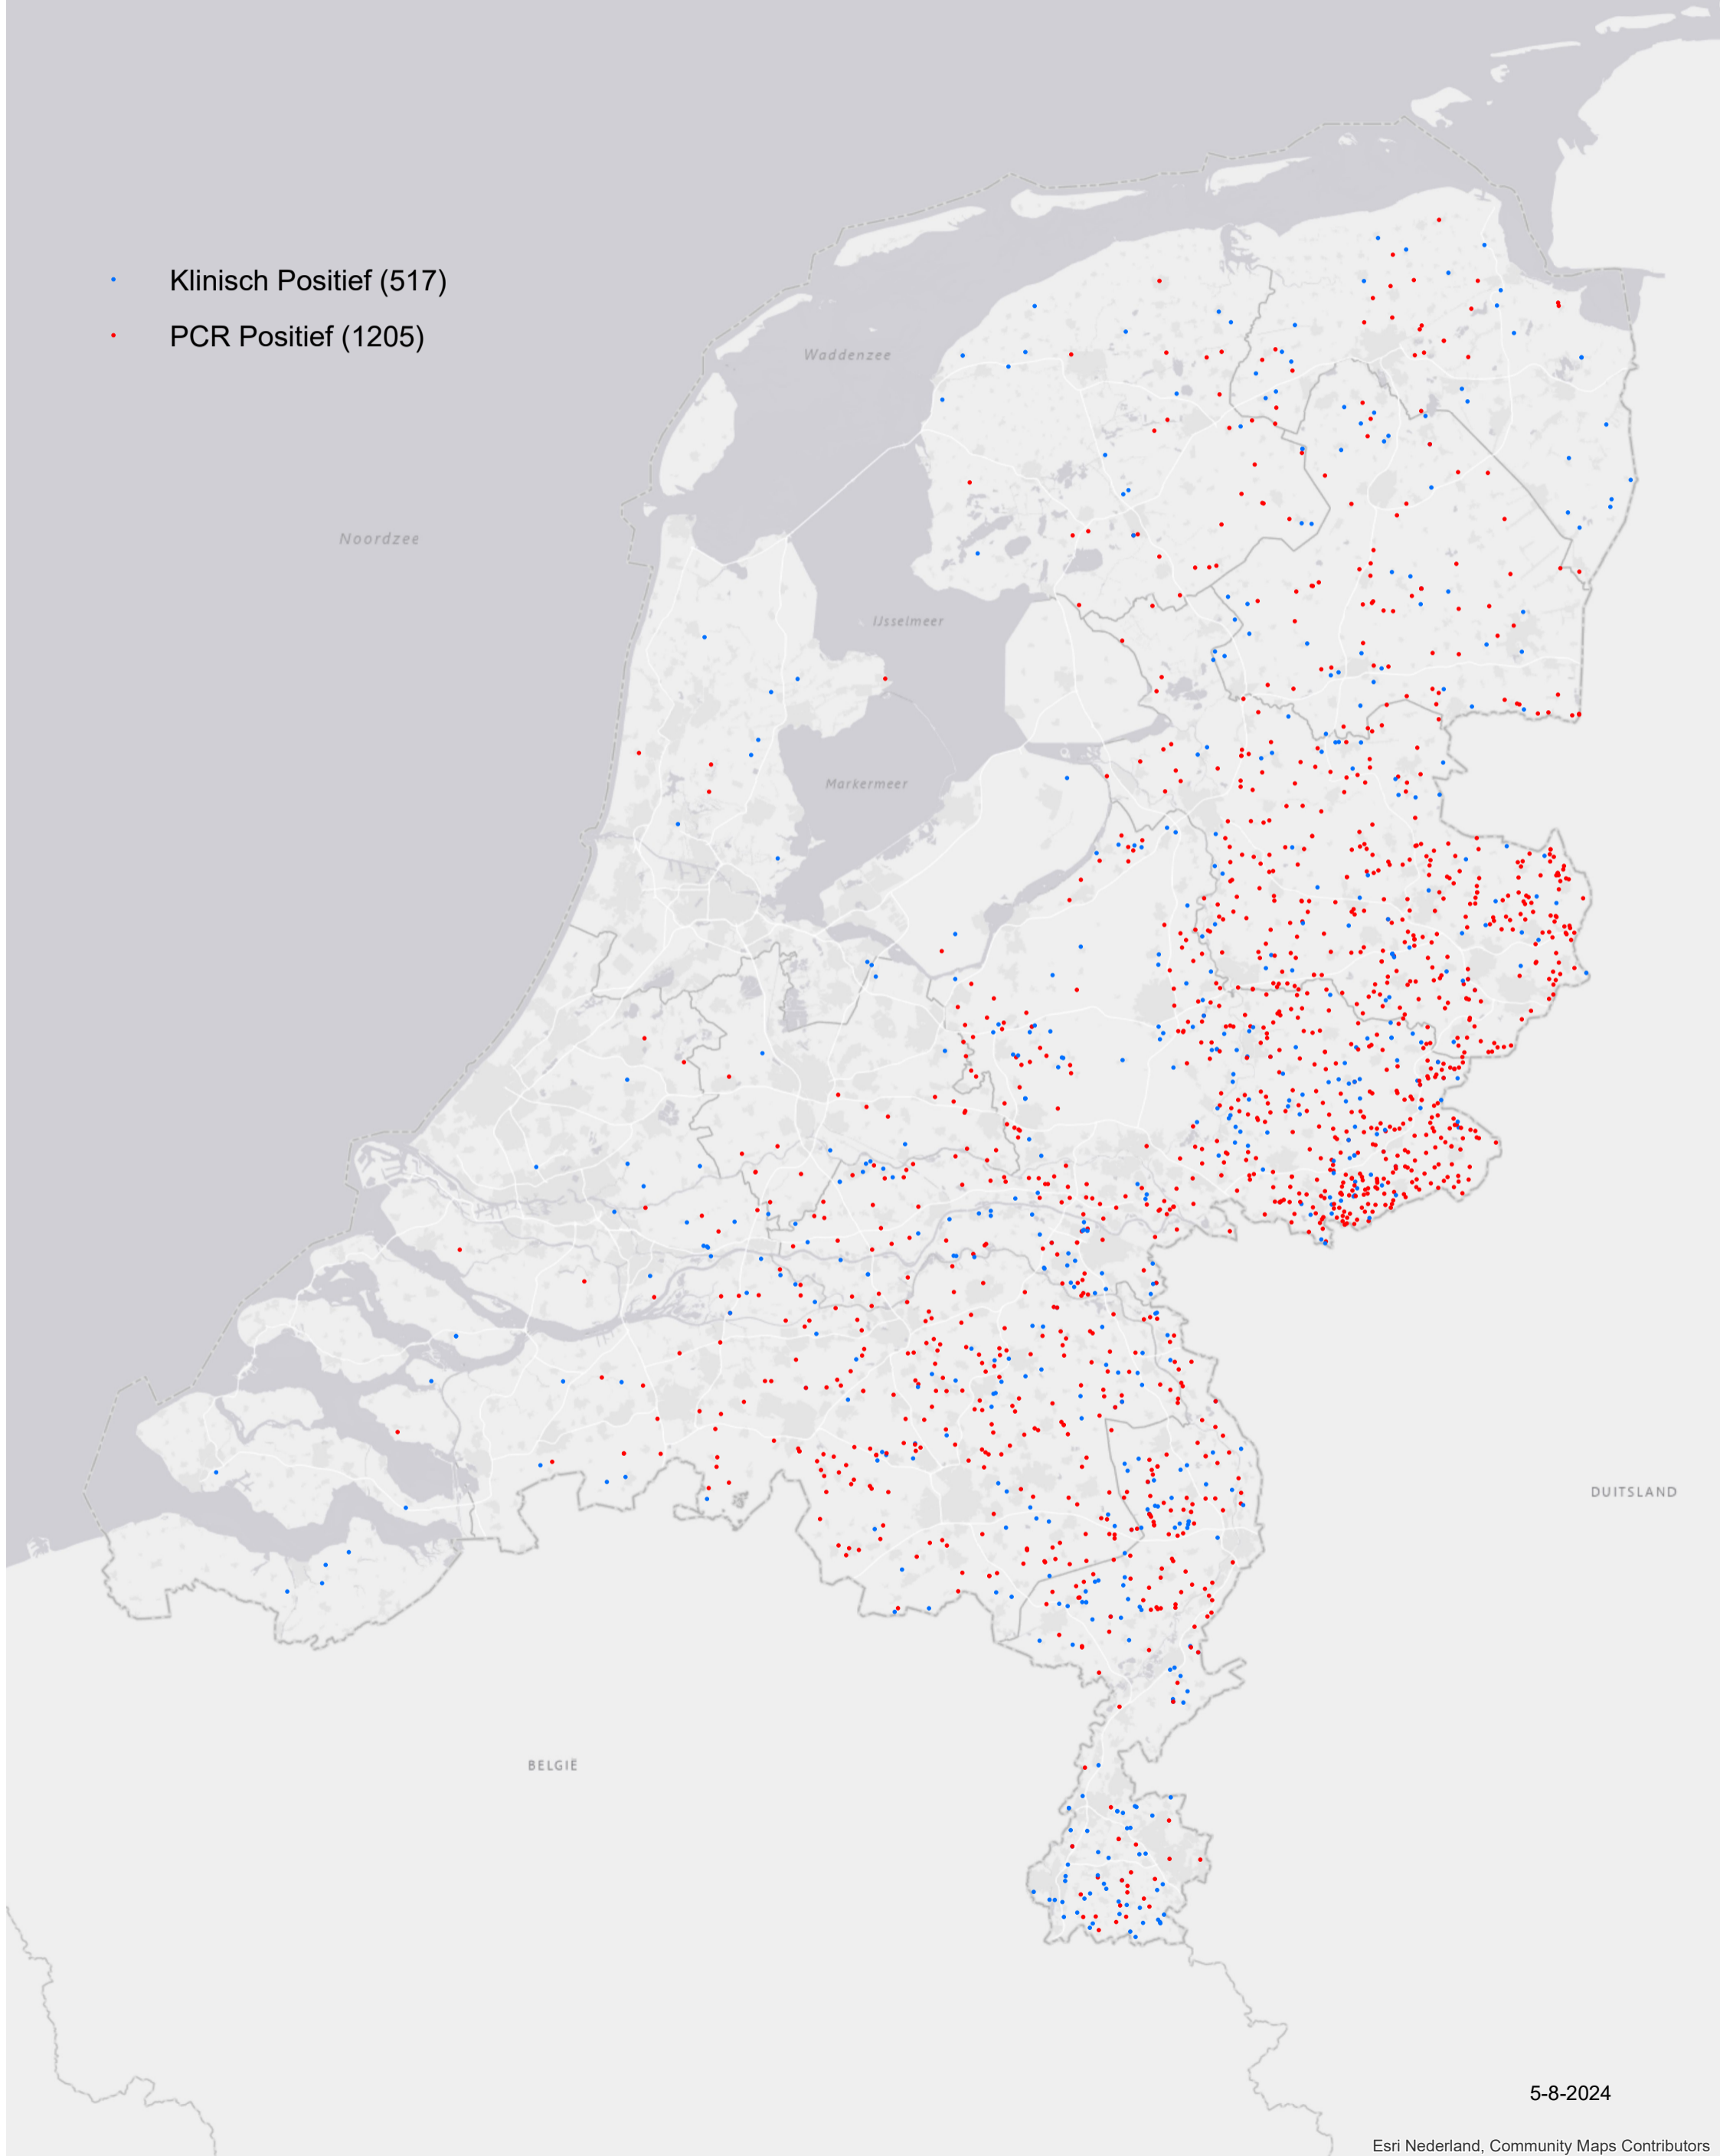 Klinisch Positief (517)
PCR Positief (1205)
Waddenzee
Noordzee
IJsselmeer
Markermeer
DUITSLAND
BELGIË
5-8-2024
Esri Nederland, Community Maps Contributors